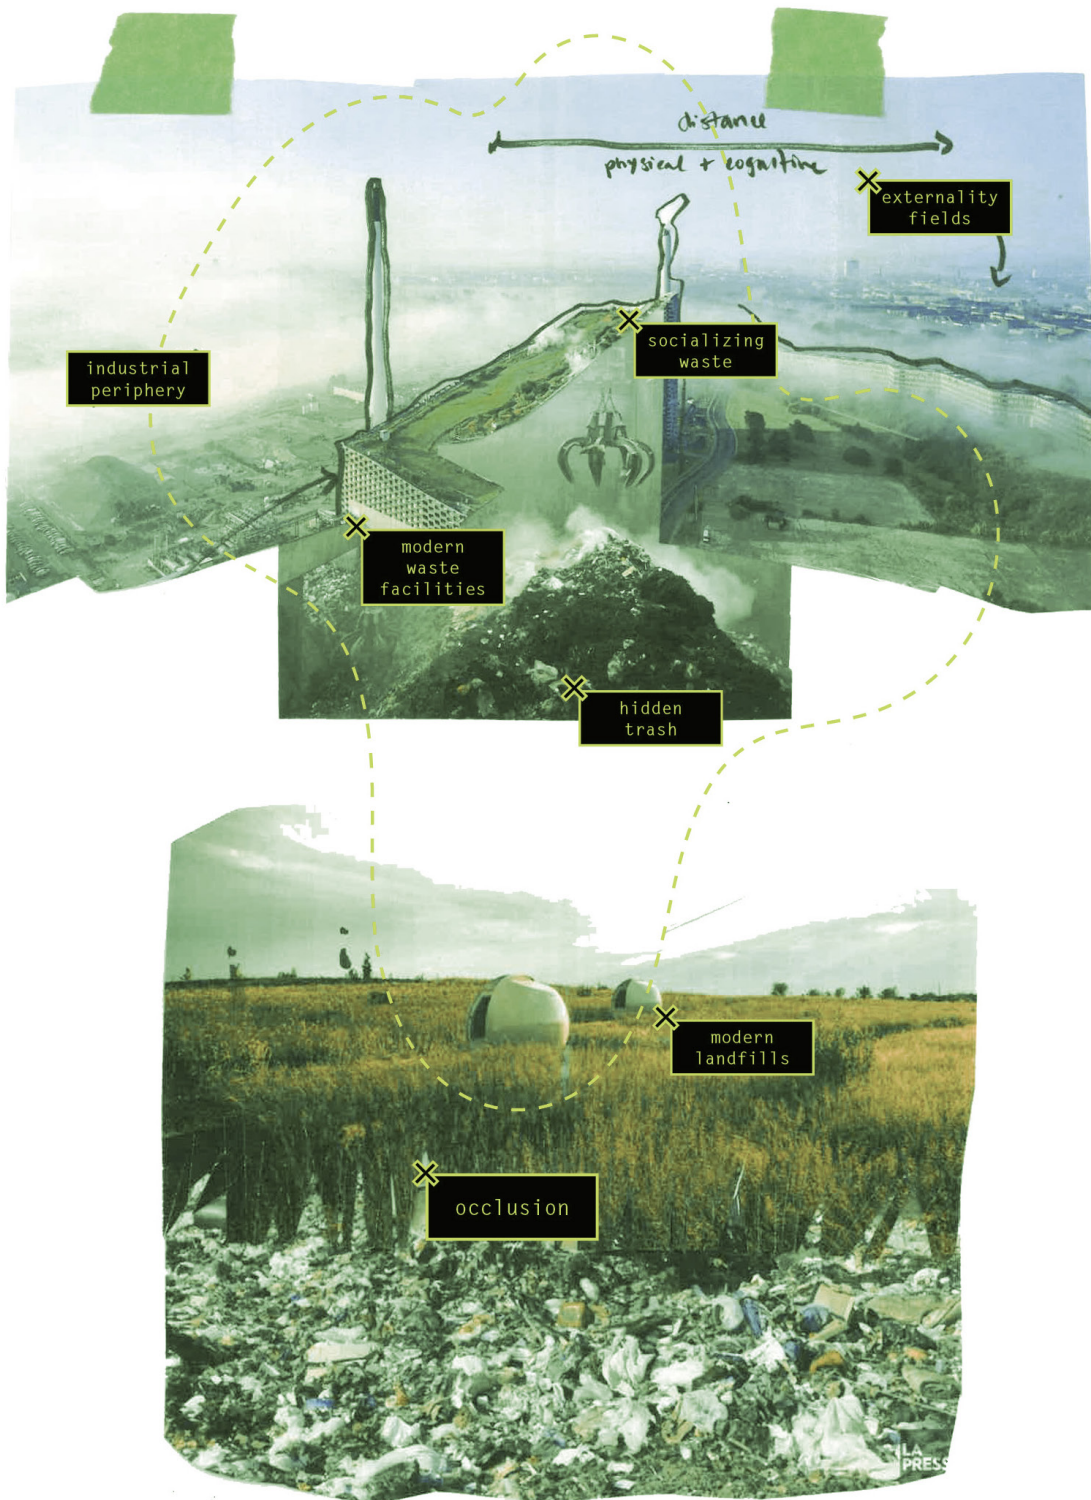 distance
physical + cognitive
externality
fields
socializing
waste
industrial
periphery
modern
waste
facilities
hidden
trash
modern
landfills
occlusion
LA
PRESS